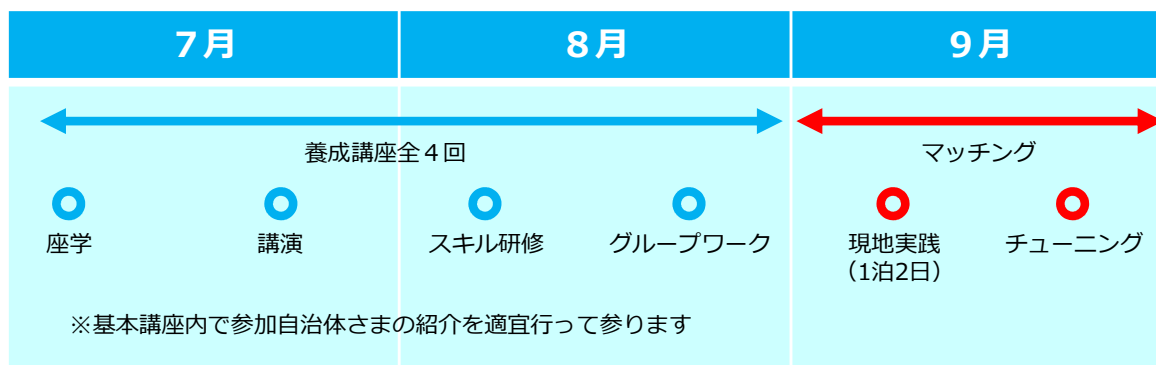 7月
8月
9月
養成講座全４回
マッチング
座学
講演
スキル研修
グループワーク
現地実践
（1泊2日）
チューニング
※基本講座内で参加自治体さまの紹介を適宜行って参ります